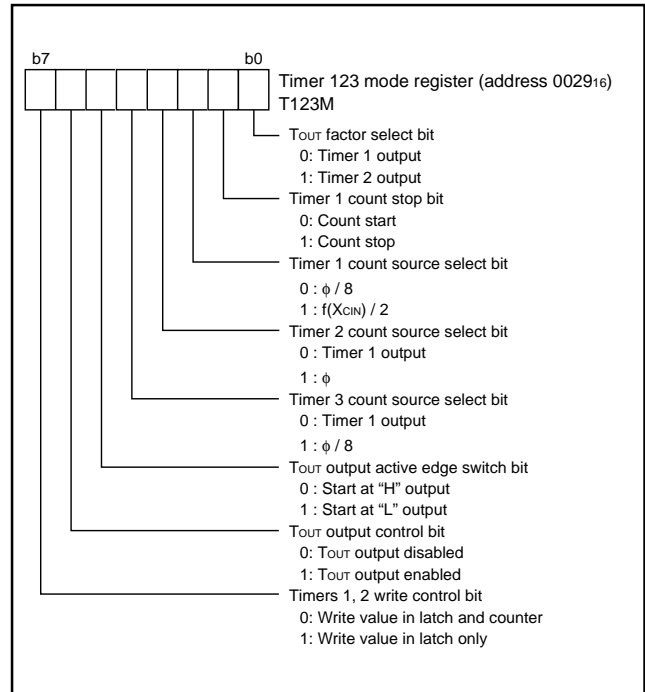 b7 b0
Timer 123 mode register (address 0029₁₆)
T123M
TOUT factor select bit
0: Timer 1 output
1: Timer 2 output
Timer 1 count stop bit
0: Count start
1: Count stop
Timer 1 count source select bit
0 : ϕ / 8
1 : f(XCIN) / 2
Timer 2 count source select bit
0 : Timer 1 output
1 : ϕ
Timer 3 count source select bit
0 : Timer 1 output
1 : ϕ / 8
TOUT output active edge switch bit
0 : Start at “H” output
1 : Start at “L” output
TOUT output control bit
0: TOUT output disabled
1: TOUT output enabled
Timers 1, 2 write control bit
0: Write value in latch and counter
1: Write value in latch only